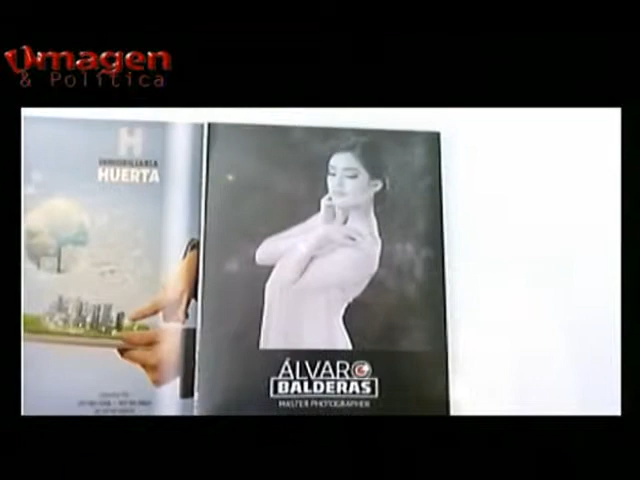 Imagen
& Política
H
INMOBILIARIA
HUERTA
ÁLVARO
BALDERAS
MASTER PHOTOGRAPHER